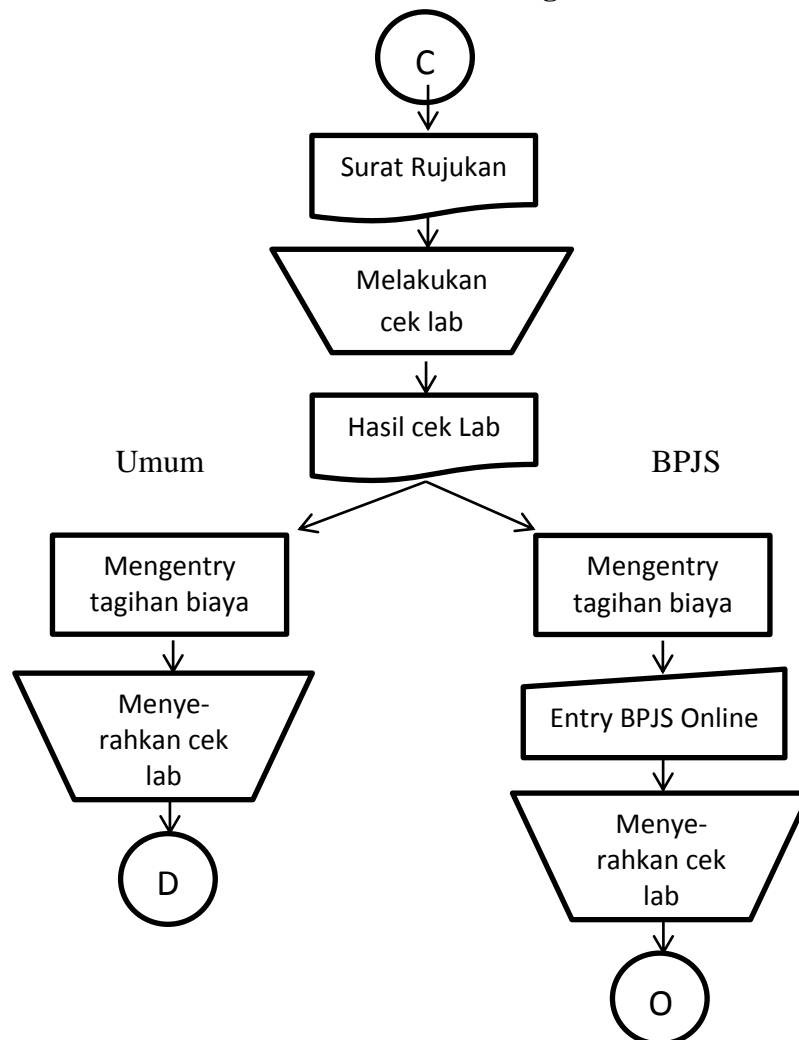 C
Surat Rujukan
Melakukan
cek lab
Hasil cek Lab
Umum
BPJS
Mengentry
tagihan biaya
Mengentry
tagihan biaya
Menye-
rahkan cek
lab
Entry BPJS Online
D
Menye-
rahkan cek
lab
O